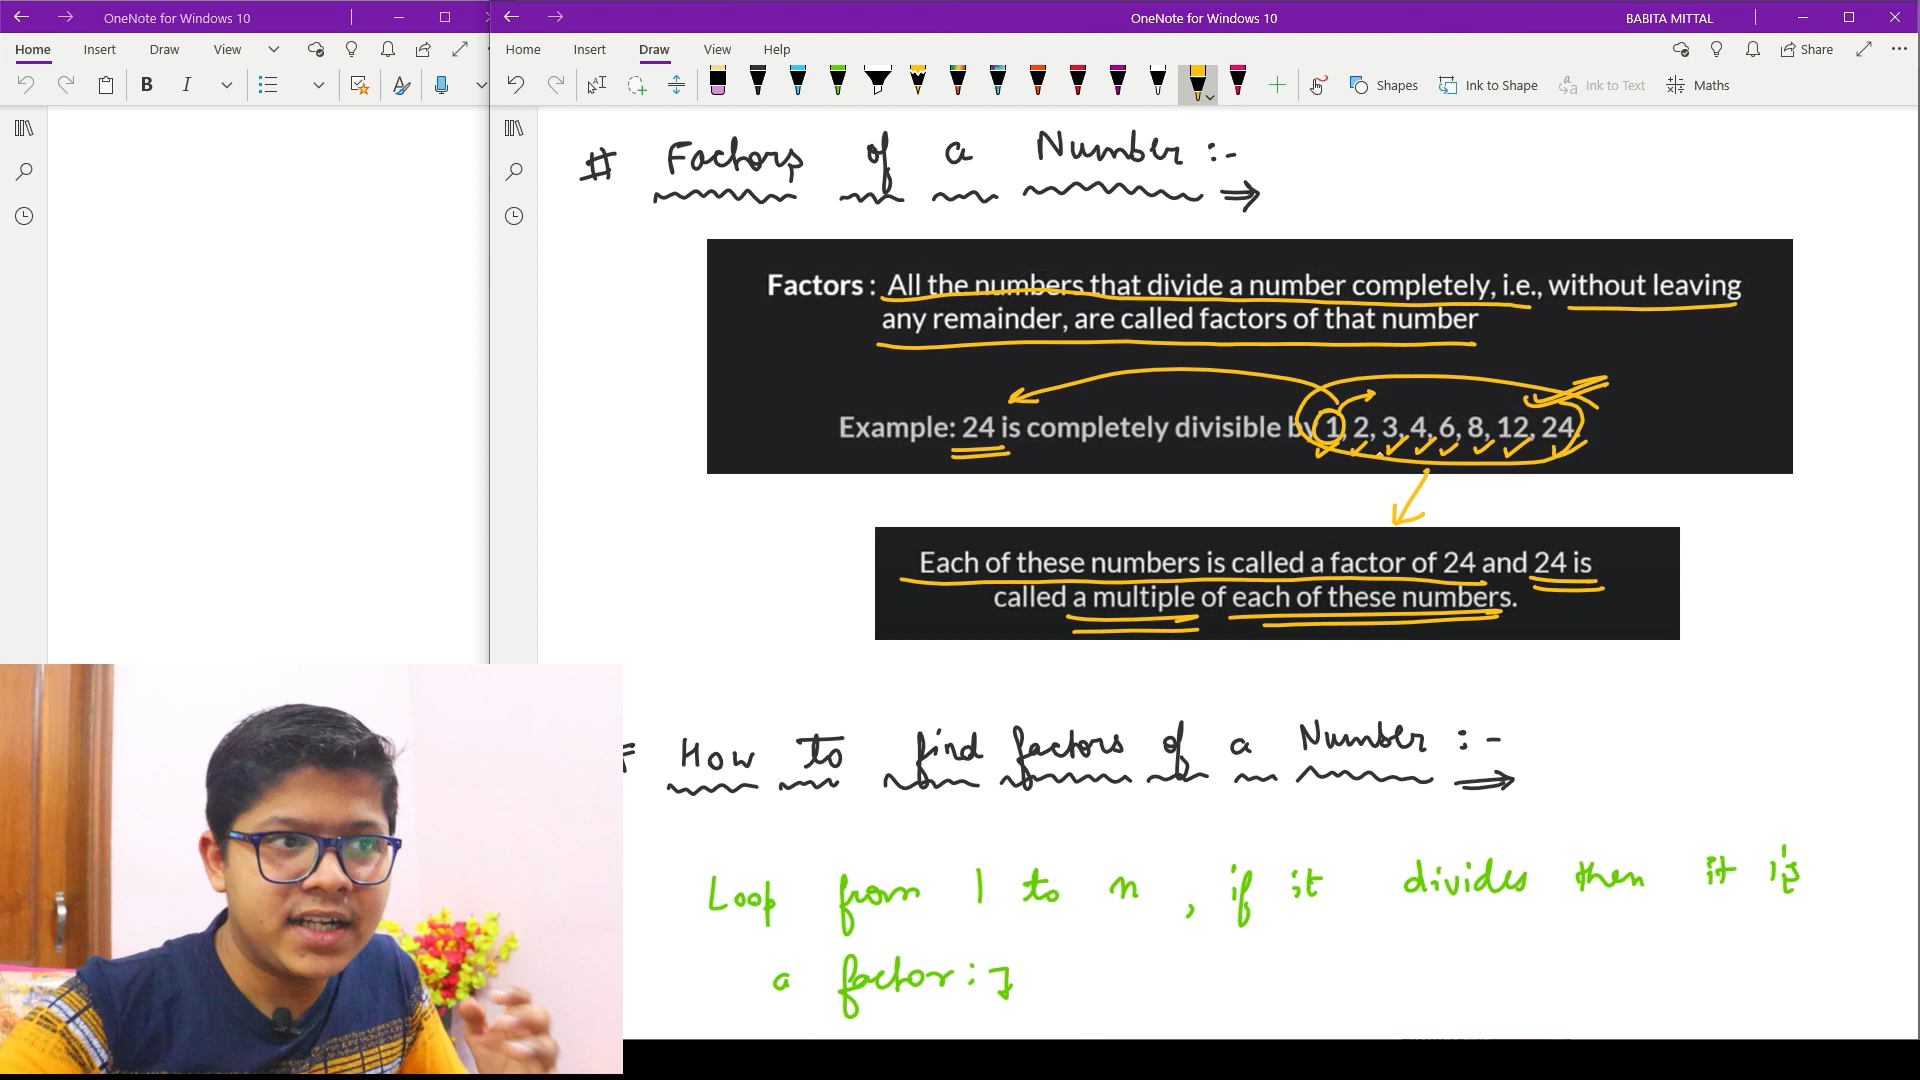 OneNote for Windows 10
OneNote for Windows 10
BABITA MITTAL
Home Insert Draw View
Home Insert Draw View Help
Share
B I
Shapes Ink to Shape Ink to Text Maths
# Factors of a Number :-
Factors : All the numbers that divide a number completely, i.e., without leaving
any remainder, are called factors of that number
Example: 24 is completely divisible by 1, 2, 3, 4, 6, 8, 12, 24
Each of these numbers is called a factor of 24 and 24 is
called a multiple of each of these numbers.
How to find factors of a Number :-
Loop from 1 to n , if it divides then it is
a factor :]